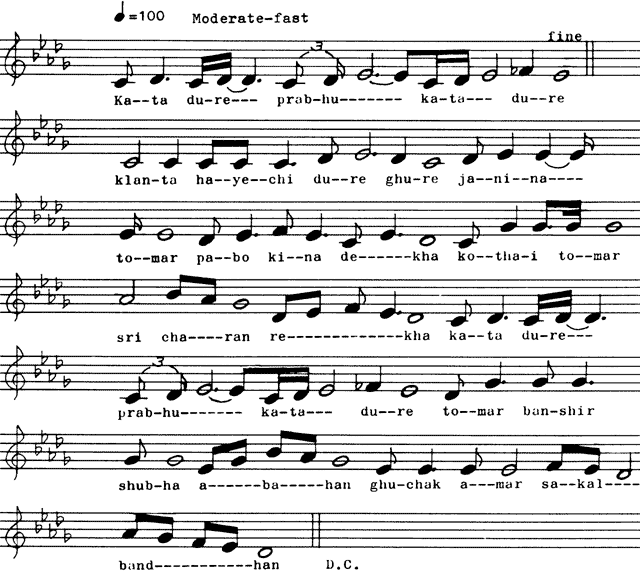 ♩=100 Moderate-fast
fine
3
Ka--ta du-re--- prab-hu------- ka-ta--- du--re
klan-ta ha--ye--chi du--re ghu-re ja--ni--na----
to--mar pa--bo ki--na de------kha ko--tha-i to--mar
sri cha----ran re------------kha ka--ta du-re---
3
prab-hu------- ka-ta--- du--re to--mar ban-shir
shub-ha a-----ba-----han ghu-chak a---mar sa--kal----
band------------han D.C.